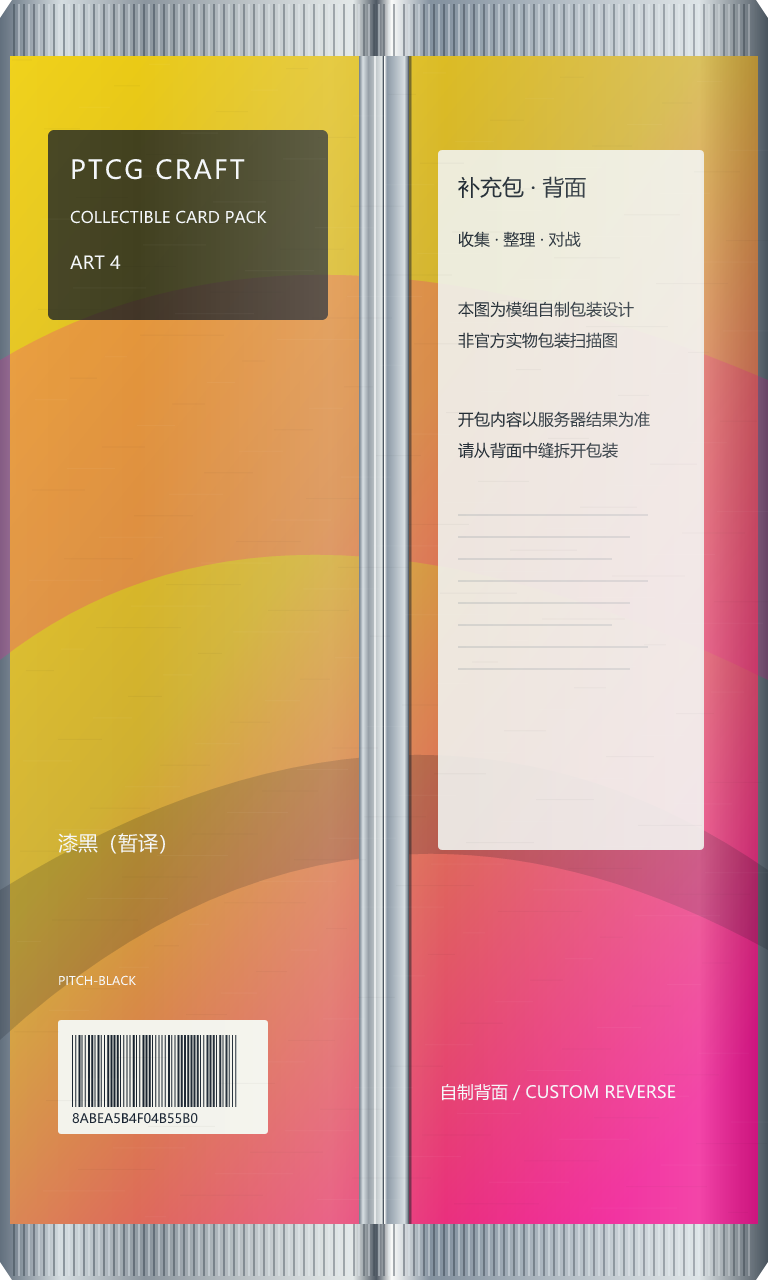 PTCG CRAFT
COLLECTIBLE CARD PACK
ART 4
漆黑（暂译）
PITCH-BLACK
8ABEA5B4F04B55B0
补充包 · 背面
收集 · 整理 · 对战
本图为模组自制包装设计
非官方实物包装扫描图
开包内容以服务器结果为准
请从背面中缝拆开包装
自制背面 / CUSTOM REVERSE